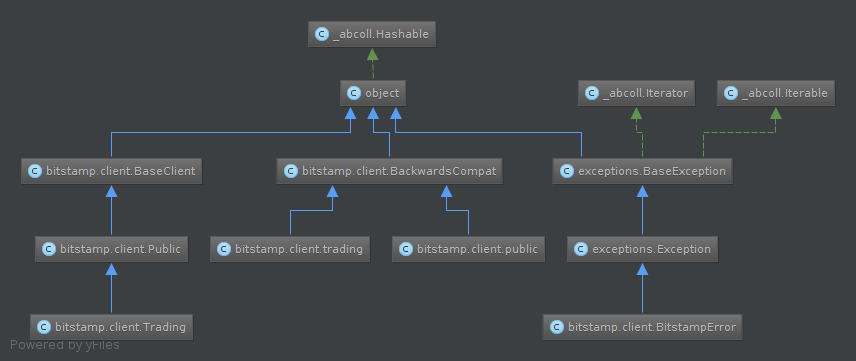 _abcoll.Hashable
object
_abcoll.Iterator
_abcoll.Iterable
bitstamp.client.BaseClient
bitstamp.client.BackwardsCompat
exceptions.BaseException
bitstamp.client.Public
bitstamp.client.trading
bitstamp.client.public
exceptions.Exception
bitstamp.client.Trading
bitstamp.client.BitstampError
Powered by yFiles